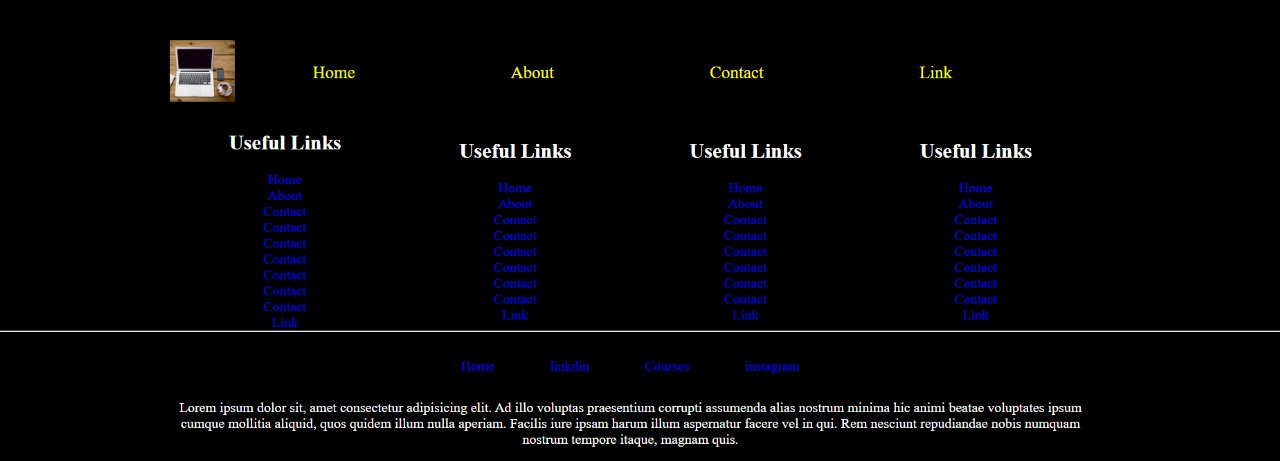 Home
About
Contact
Link
Useful Links
Home
About
Contact
Contact
Contact
Contact
Contact
Contact
Contact
Link
Useful Links
Home
About
Contact
Contact
Contact
Contact
Contact
Contact
Link
Useful Links
Home
About
Contact
Contact
Contact
Contact
Contact
Contact
Link
Useful Links
Home
About
Contact
Contact
Contact
Contact
Contact
Contact
Link
Home
linkdin
Courses
instagram
Lorem ipsum dolor sit, amet consectetur adipisicing elit. Ad illo voluptas praesentium corrupti assumenda alias nostrum minima hic animi beatae voluptates ipsum
cumque mollitia aliquid, quos quidem illum nulla aperiam. Facilis iure ipsam harum illum aspernatur facere vel in qui. Rem nesciunt repudiandae nobis numquam
nostrum tempore itaque, magnam quis.